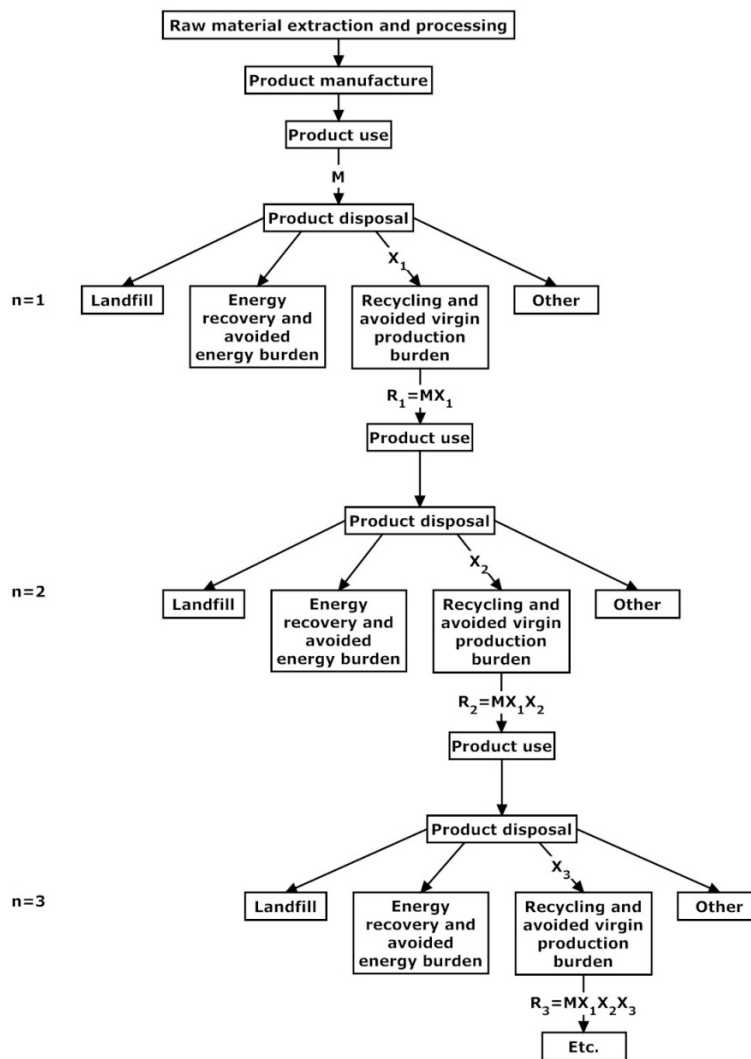 Raw material extraction and processing
Product manufacture
Product use
M
Product disposal
X₁
n=1
Landfill
Energy
recovery and
avoided
energy burden
Recycling and
avoided virgin
production
burden
Other
R₁=MX₁
Product use
Product disposal
X₂
n=2
Landfill
Energy
recovery and
avoided
energy burden
Recycling and
avoided virgin
production
burden
Other
R₂=MX₁X₂
Product use
Product disposal
X₃
n=3
Landfill
Energy
recovery and
avoided
energy burden
Recycling and
avoided virgin
production
burden
Other
R₃=MX₁X₂X₃
Etc.